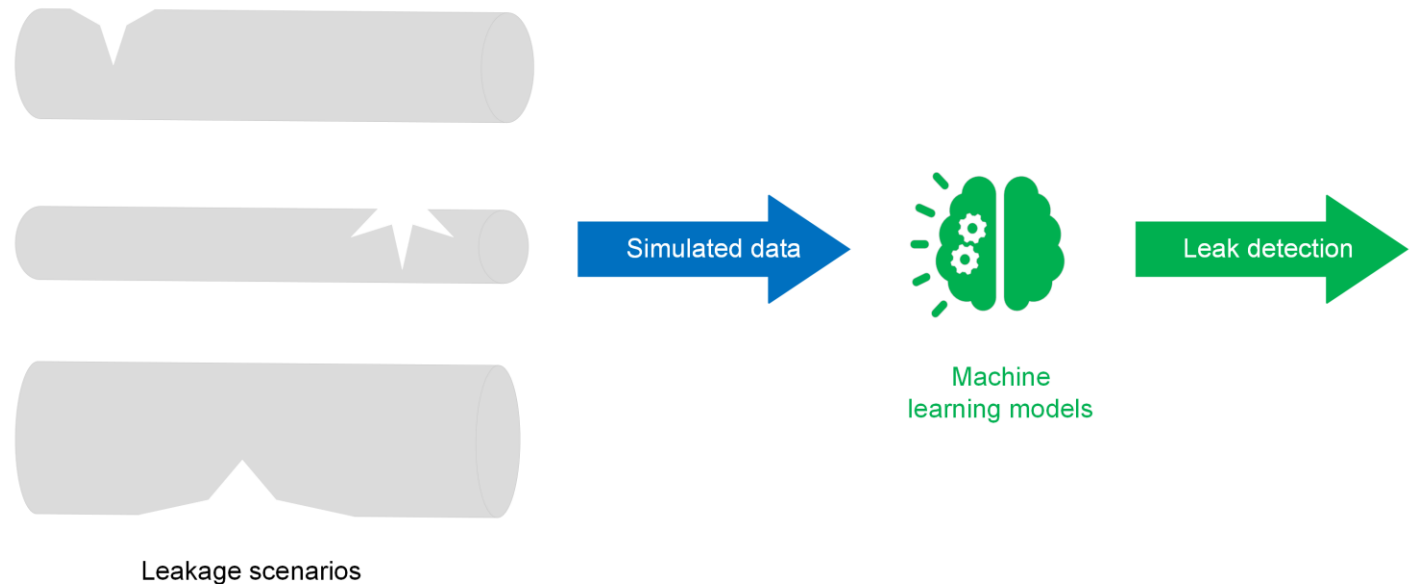 Simulated data
Leak detection
Machine
learning models
Leakage scenarios